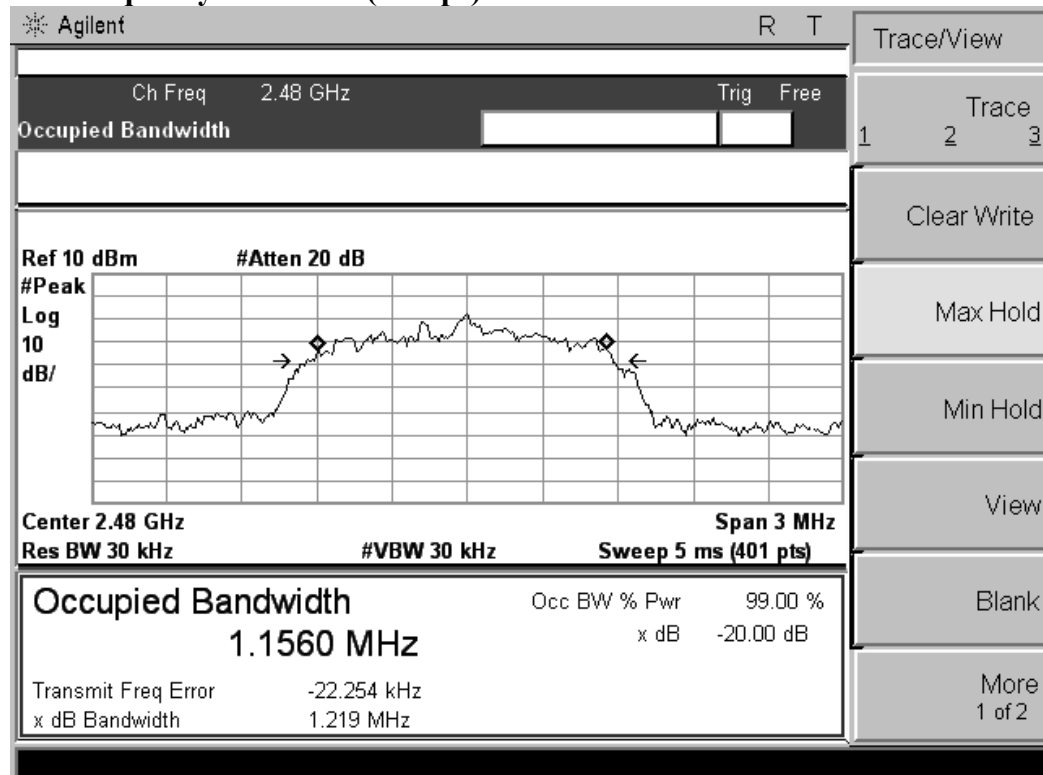 Agilent R T
Trace/View
Ch Freq 2.48 GHz Trig Free
Occupied Bandwidth
Trace
1 2 3
Clear Write
Ref 10 dBm #Atten 20 dB
#Peak
Log
10
dB/
Max Hold
Min Hold
View
Center 2.48 GHz Span 3 MHz
Res BW 30 kHz #VBW 30 kHz Sweep 5 ms (401 pts)
Occupied Bandwidth Occ BW % Pwr 99.00 %
1.1560 MHz x dB -20.00 dB
Blank
Transmit Freq Error -22.254 kHz
x dB Bandwidth 1.219 MHz
More
1 of 2